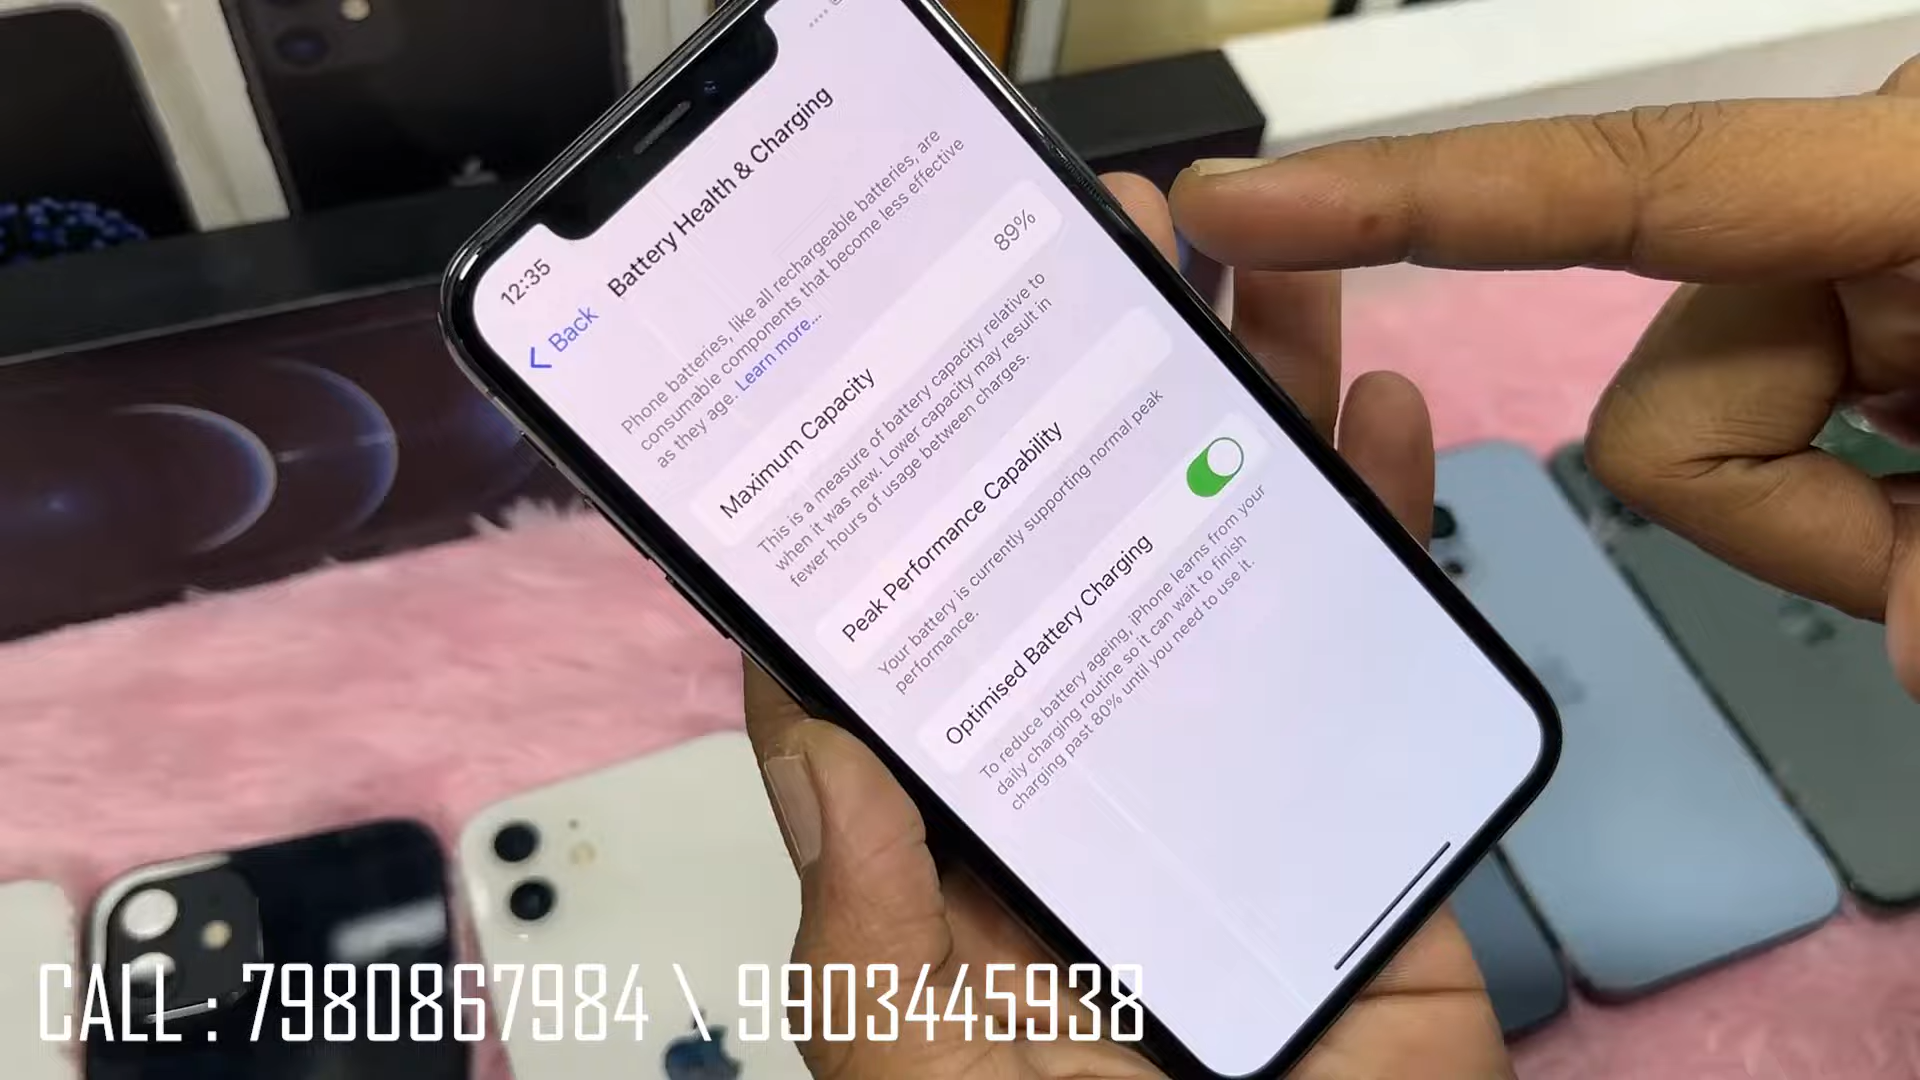 12:35
Back
Battery Health & Charging
Phone batteries, like all rechargeable batteries, are
consumable components that become less effective
as they age. Learn more...
Maximum Capacity 89%
This is a measure of battery capacity relative to
when it was new. Lower capacity may result in
fewer hours of usage between charges.
Peak Performance Capability
Your battery is currently supporting normal peak
performance.
Optimised Battery Charging
To reduce battery ageing, iPhone learns from your
daily charging routine so it can wait to finish
charging past 80% until you need to use it.
CALL : 7980867984 \ 9903445938